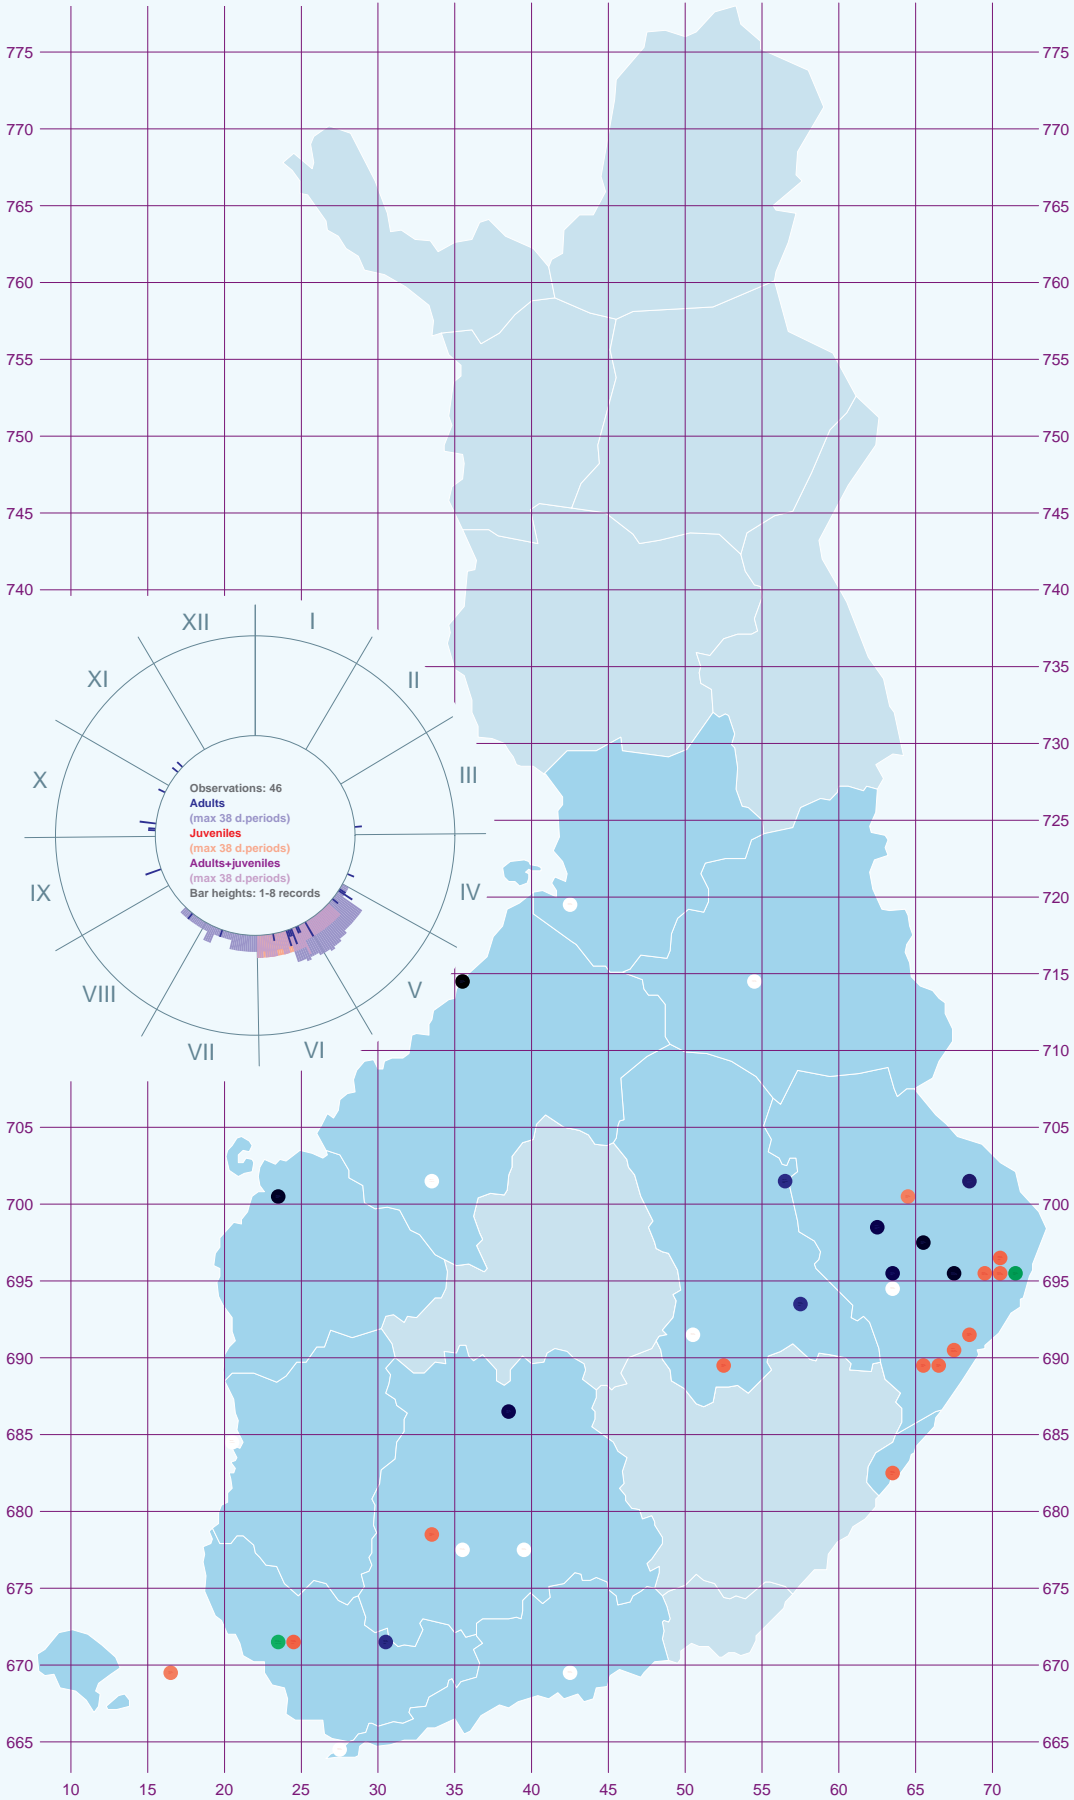 775 775
770 770
765 765
760 760
755 755
750 750
745 745
740 740
735
730
725
720
715
710
705 705
700 700
695 695
690 690
685 685
680 680
675 675
670 670
665 665
10 15 20 25 30 35 40 45 50 55 60 65 70
XII I
XI II
X III
IX IV
VIII V
VII VI
Observations: 46
Adults
(max 38 d.periods)
Juveniles
(max 38 d.periods)
Adults+juveniles
(max 38 d.periods)
Bar heights: 1-8 records